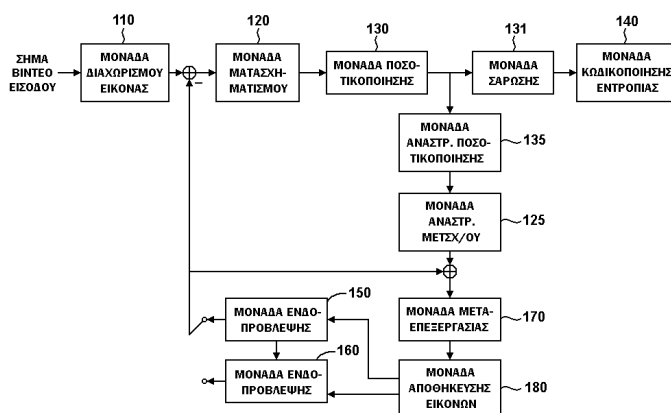 110
120
130
131
140
ΣΗΜΑ
ΒΙΝΤΕΟ
ΕΙΣΟΔΟΥ
ΜΟΝΑΔΑ
ΔΙΑΧΩΡΙΣΜΟΥ
ΕΙΚΟΝΑΣ
–
ΜΟΝΑΔΑ
ΜΑΤΑΣΧΗ-
ΜΑΤΙΣΜΟΥ
ΜΟΝΑΔΑ ΠΟΣΟ-
ΤΙΚΟΠΟΙΗΣΗΣ
ΜΟΝΑΔΑ
ΣΑΡΩΣΗΣ
ΜΟΝΑΔΑ
ΚΩΔΙΚΟΠΟΙΗΣΗΣ
ΕΝΤΡΟΠΙΑΣ
ΜΟΝΑΔΑ
ΑΝΑΣΤΡ. ΠΟΣΟ-
ΤΙΚΟΠΟΙΗΣΗΣ
135
ΜΟΝΑΔΑ
ΑΝΑΣΤΡ.
ΜΕΤΣΧ/ΟΥ
125
150
ΜΟΝΑΔΑ ΕΝΔΟ-
ΠΡΟΒΛΕΨΗΣ
ΜΟΝΑΔΑ ΜΕΤΑ-
ΕΠΕΞΕΡΓΑΣΙΑΣ
170
160
ΜΟΝΑΔΑ ΕΝΔΟ-
ΠΡΟΒΛΕΨΗΣ
ΜΟΝΑΔΑ
ΑΠΟΘΗΚΕΥΣΗΣ
ΕΙΚΟΝΩΝ
180